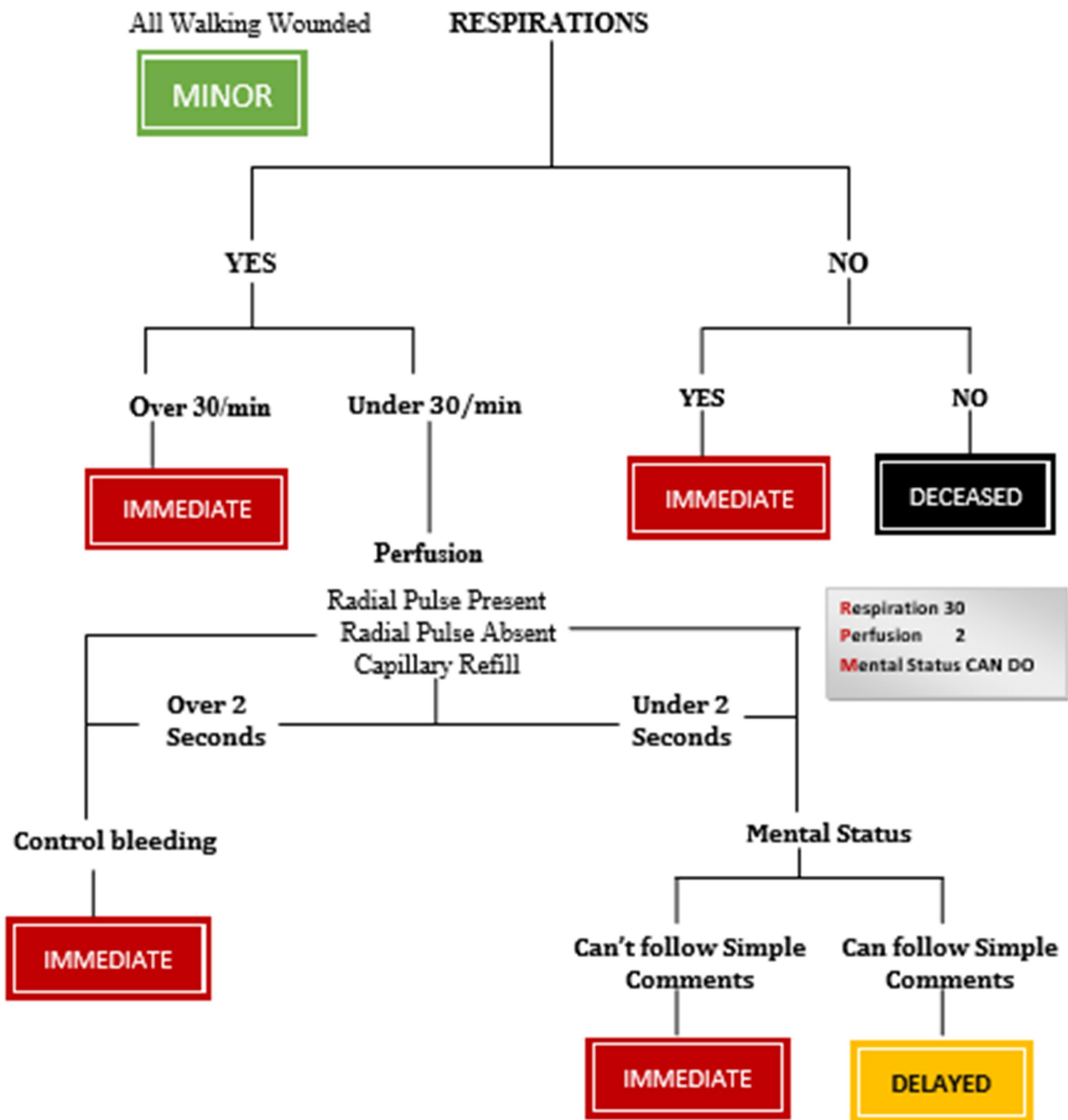 All Walking Wounded
RESPIRATIONS
MINOR
YES
NO
Over 30/min
Under 30/min
YES
NO
IMMEDIATE
IMMEDIATE
DECEASED
Perfusion
Radial Pulse Present
Radial Pulse Absent
Capillary Refill
Respiration 30
Perfusion 2
Mental Status CAN DO
Over 2
Seconds
Under 2
Seconds
Control bleeding
IMMEDIATE
Mental Status
Can't follow Simple
Comments
Can follow Simple
Comments
IMMEDIATE
DELAYED